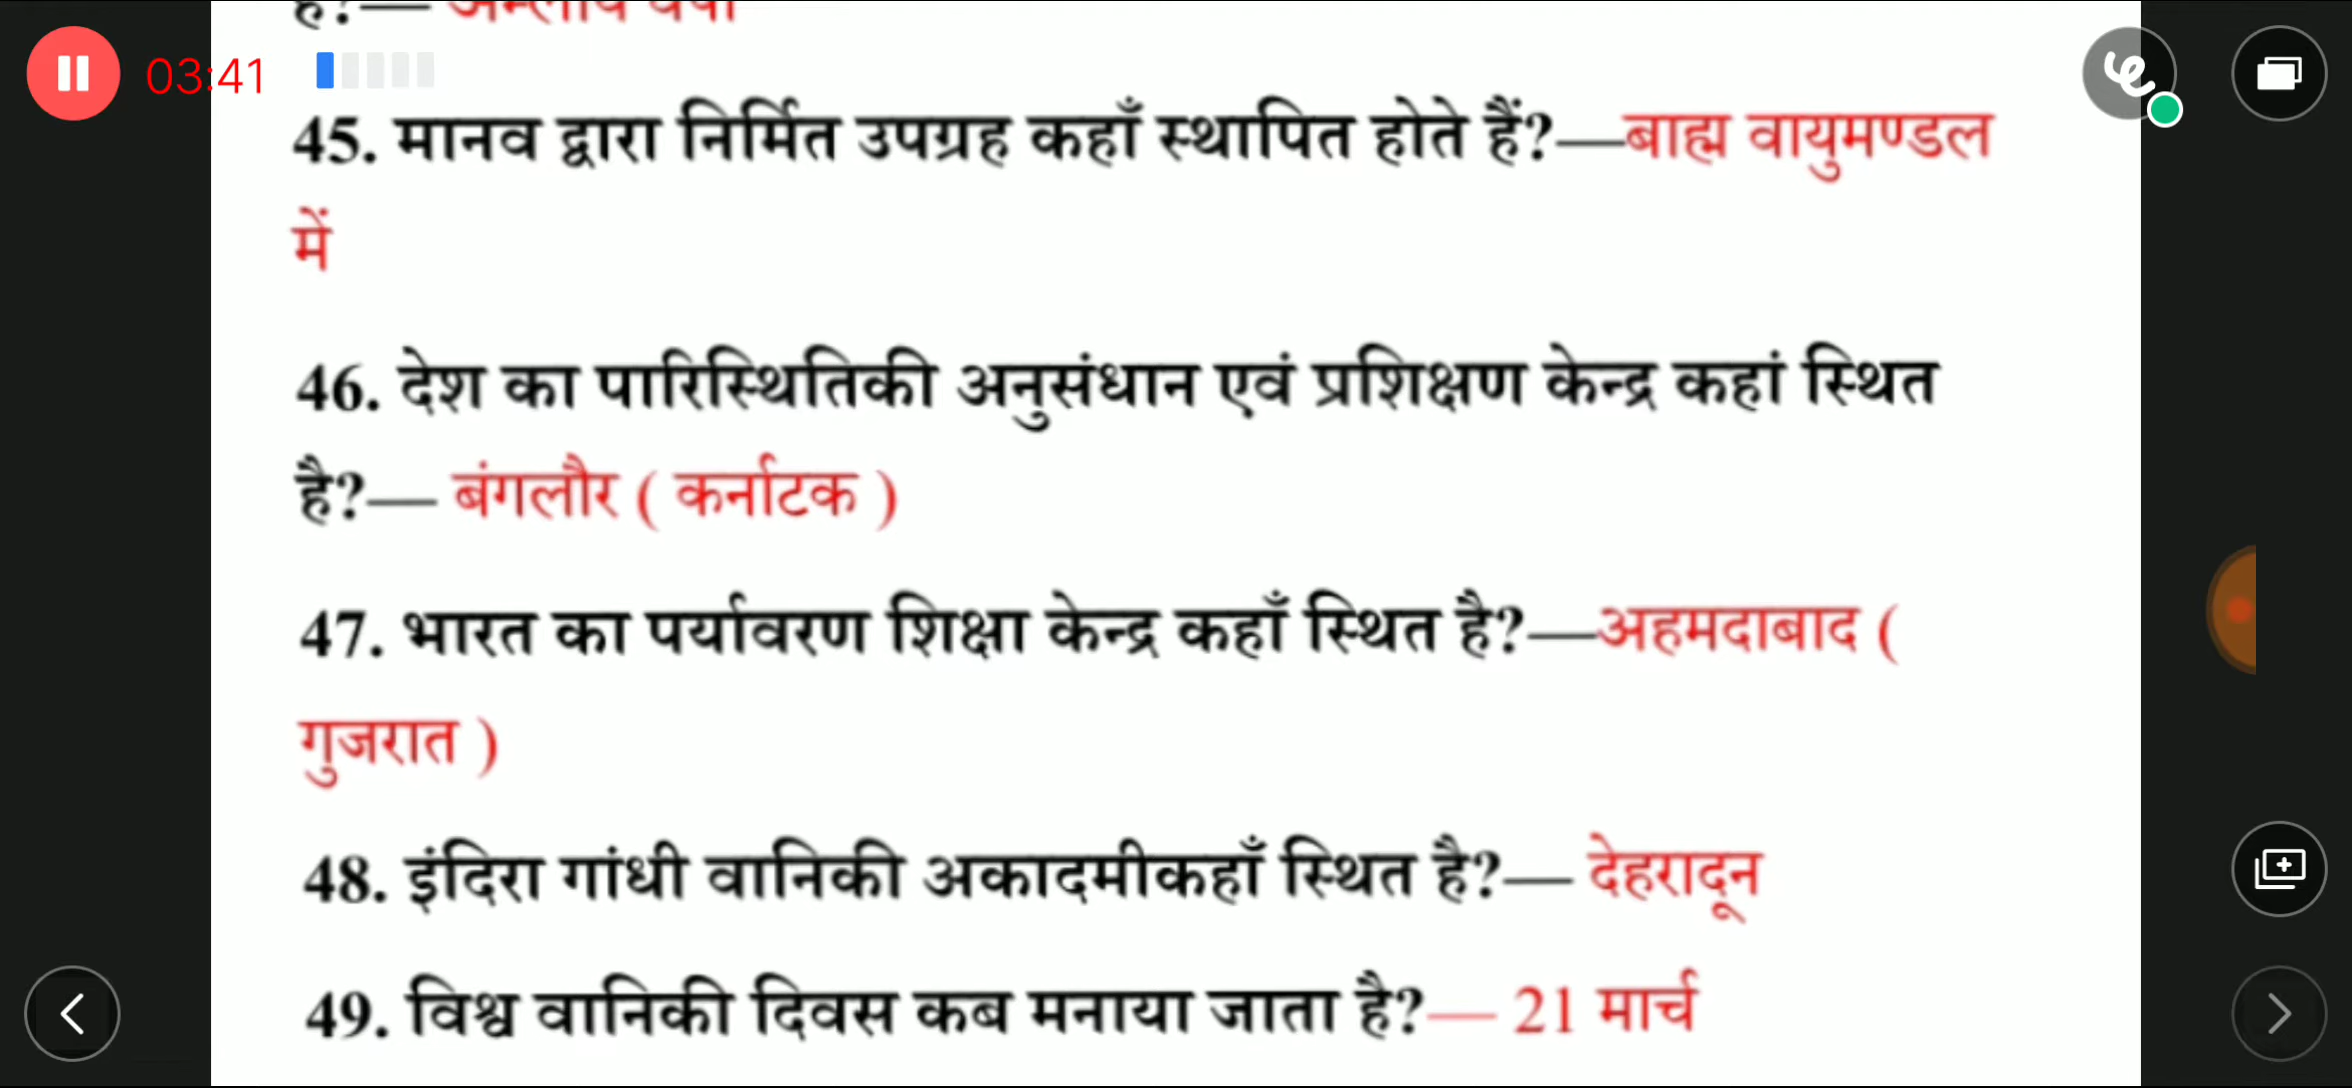 03:41
45. मानव द्वारा निर्मित उपग्रह कहाँ स्थापित होते हैं?—बाह्य वायुमण्डल
में
46. देश का पारिस्थितिकी अनुसंधान एवं प्रशिक्षण केन्द्र कहां स्थित
है?— बंगलौर ( कर्नाटक )
47. भारत का पर्यावरण शिक्षा केन्द्र कहाँ स्थित है?—अहमदाबाद (
गुजरात )
48. इंदिरा गांधी वानिकी अकादमीकहाँ स्थित है?— देहरादून
49. विश्व वानिकी दिवस कब मनाया जाता है?— 21 मार्च